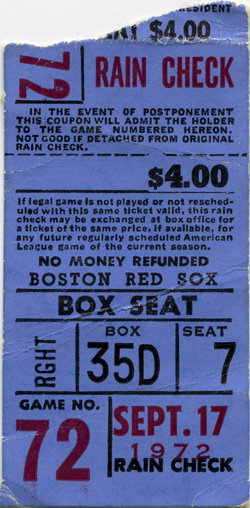 RESIDENT
AT $4.00
72
RAIN CHECK
IN THE EVENT OF POSTPONEMENT
THIS COUPON WILL ADMIT THE HOLDER
TO THE GAME NUMBERED HEREON.
NOT GOOD IF DETACHED FROM ORIGINAL
RAIN CHECK.
$4.00
If legal game is not played or not resched-
uled with this same ticket valid, this rain
check may be exchanged at box office for
a ticket of the same price, if available, for
any future regularly scheduled American
League game of the current season.
NO MONEY REFUNDED
BOSTON RED SOX
BOX SEAT
RGHT
BOX
35D
SEAT
7
GAME NO.
72
SEPT. 17
1972
RAIN CHECK